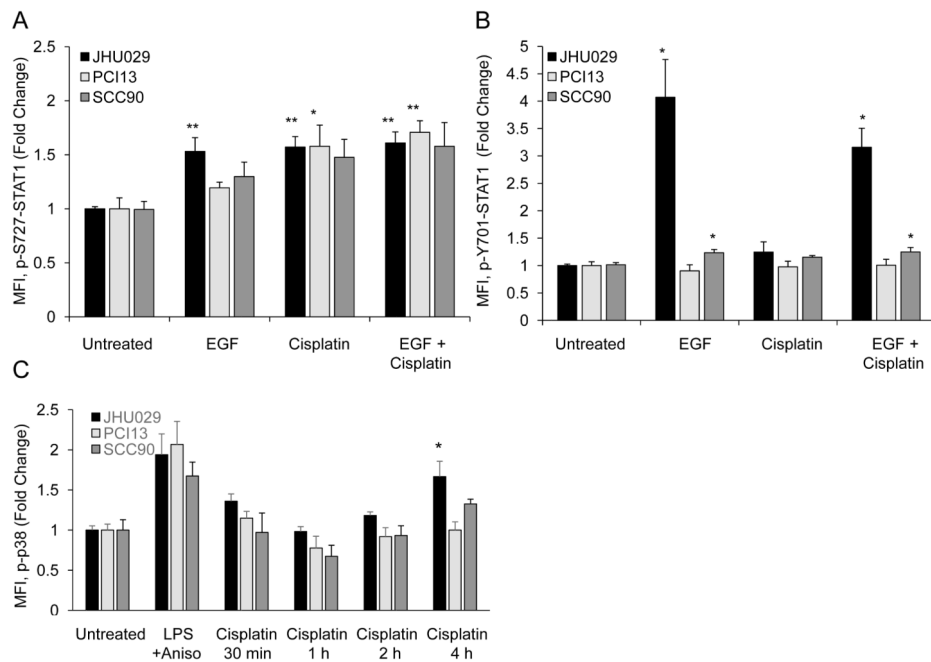 A
MFI, p-S727-STAT1 (Fold Change)
2.5
2
1.5
1
0.5
0
JHU029
PCI13
SCC90
**
** *
** **
Untreated EGF Cisplatin EGF +
Cisplatin
B
MFI, p-Y701-STAT1 (Fold Change)
5
4.5
4
3.5
3
2.5
2
1.5
1
0.5
0
JHU029
PCI13
SCC90
*
*
*
*
Untreated EGF Cisplatin EGF +
Cisplatin
C
MFI, p-p38 (Fold Change)
2.5
2
1.5
1
0.5
0
JHU029
PCI13
SCC90
*
Untreated LPS Cisplatin Cisplatin Cisplatin Cisplatin
+Aniso 30 min 1 h 2 h 4 h